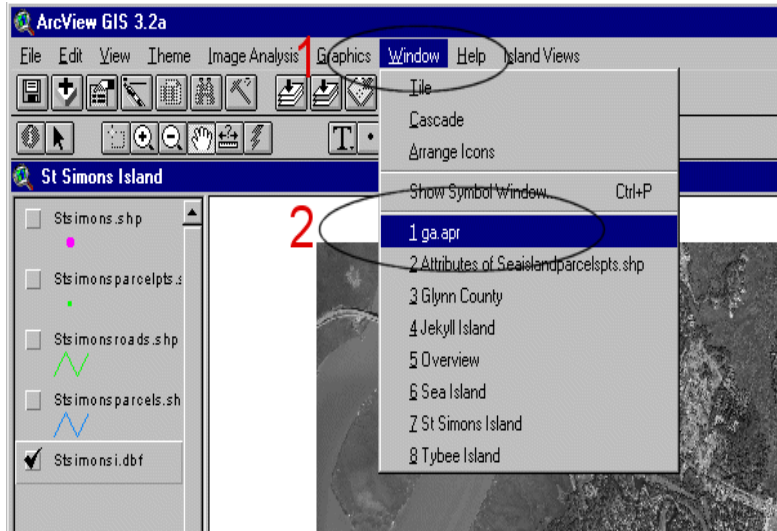 ArcView GIS 3.2a
File Edit View Theme Image Analysis Graphics Window Help Island Views
1
T.
St Simons Island
Stsimons.shp
Stsimonsparcelpts.s
Stsimonsroads.shp
Stsimonsparcels.sh
Stsimonsi.dbf
Tile
Cascade
Arrange Icons
Show Symbol Window... Ctrl+P
2
1 ga.apr
2 Attributes of Seaislandparcelspts.shp
3 Glynn County
4 Jekyll Island
5 Overview
6 Sea Island
7 St Simons Island
8 Tybee Island